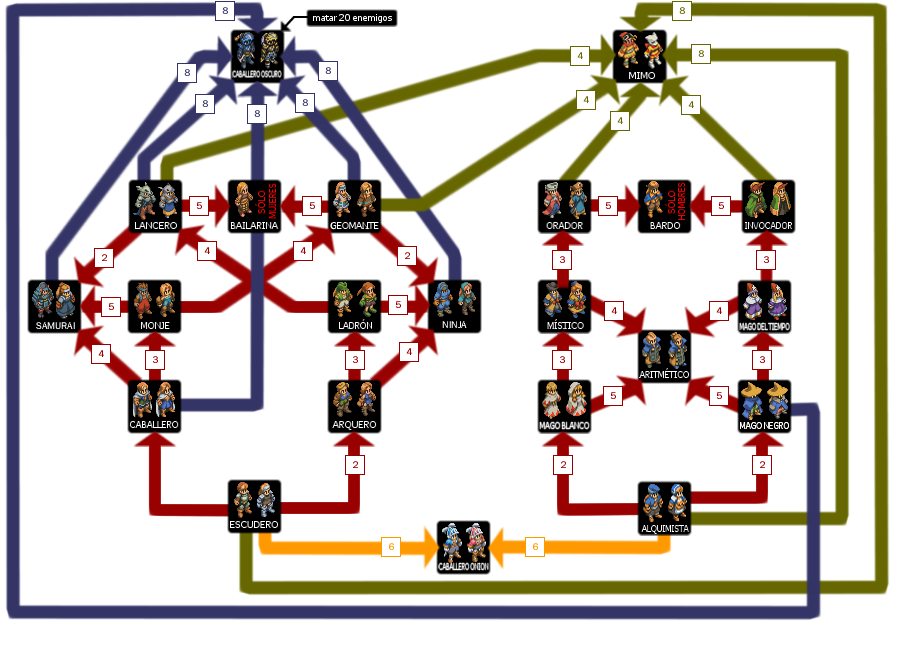 8
8
matar 20 enemigos
CABALLERO OSCURO
MIMO
4
8
8
8
8
8
8
4
4
4
LANCERO
5
BAILARINA
SÓLO MUJERES
5
GEOMANTE
ORADOR
5
BARDO
SÓLO HOMBRES
5
INVOCADOR
2
4
4
2
3
3
SAMURAI
5
MONJE
LADRÓN
5
NINJA
MÍSTICO
4
4
MAGO DEL TIEMPO
ARITMÉTICO
4
3
3
4
3
3
CABALLERO
ARQUERO
MAGO BLANCO
5
5
MAGO NEGRO
2
2
2
ESCUDERO
ALQUIMISTA
6
CABALLERO ONION
6